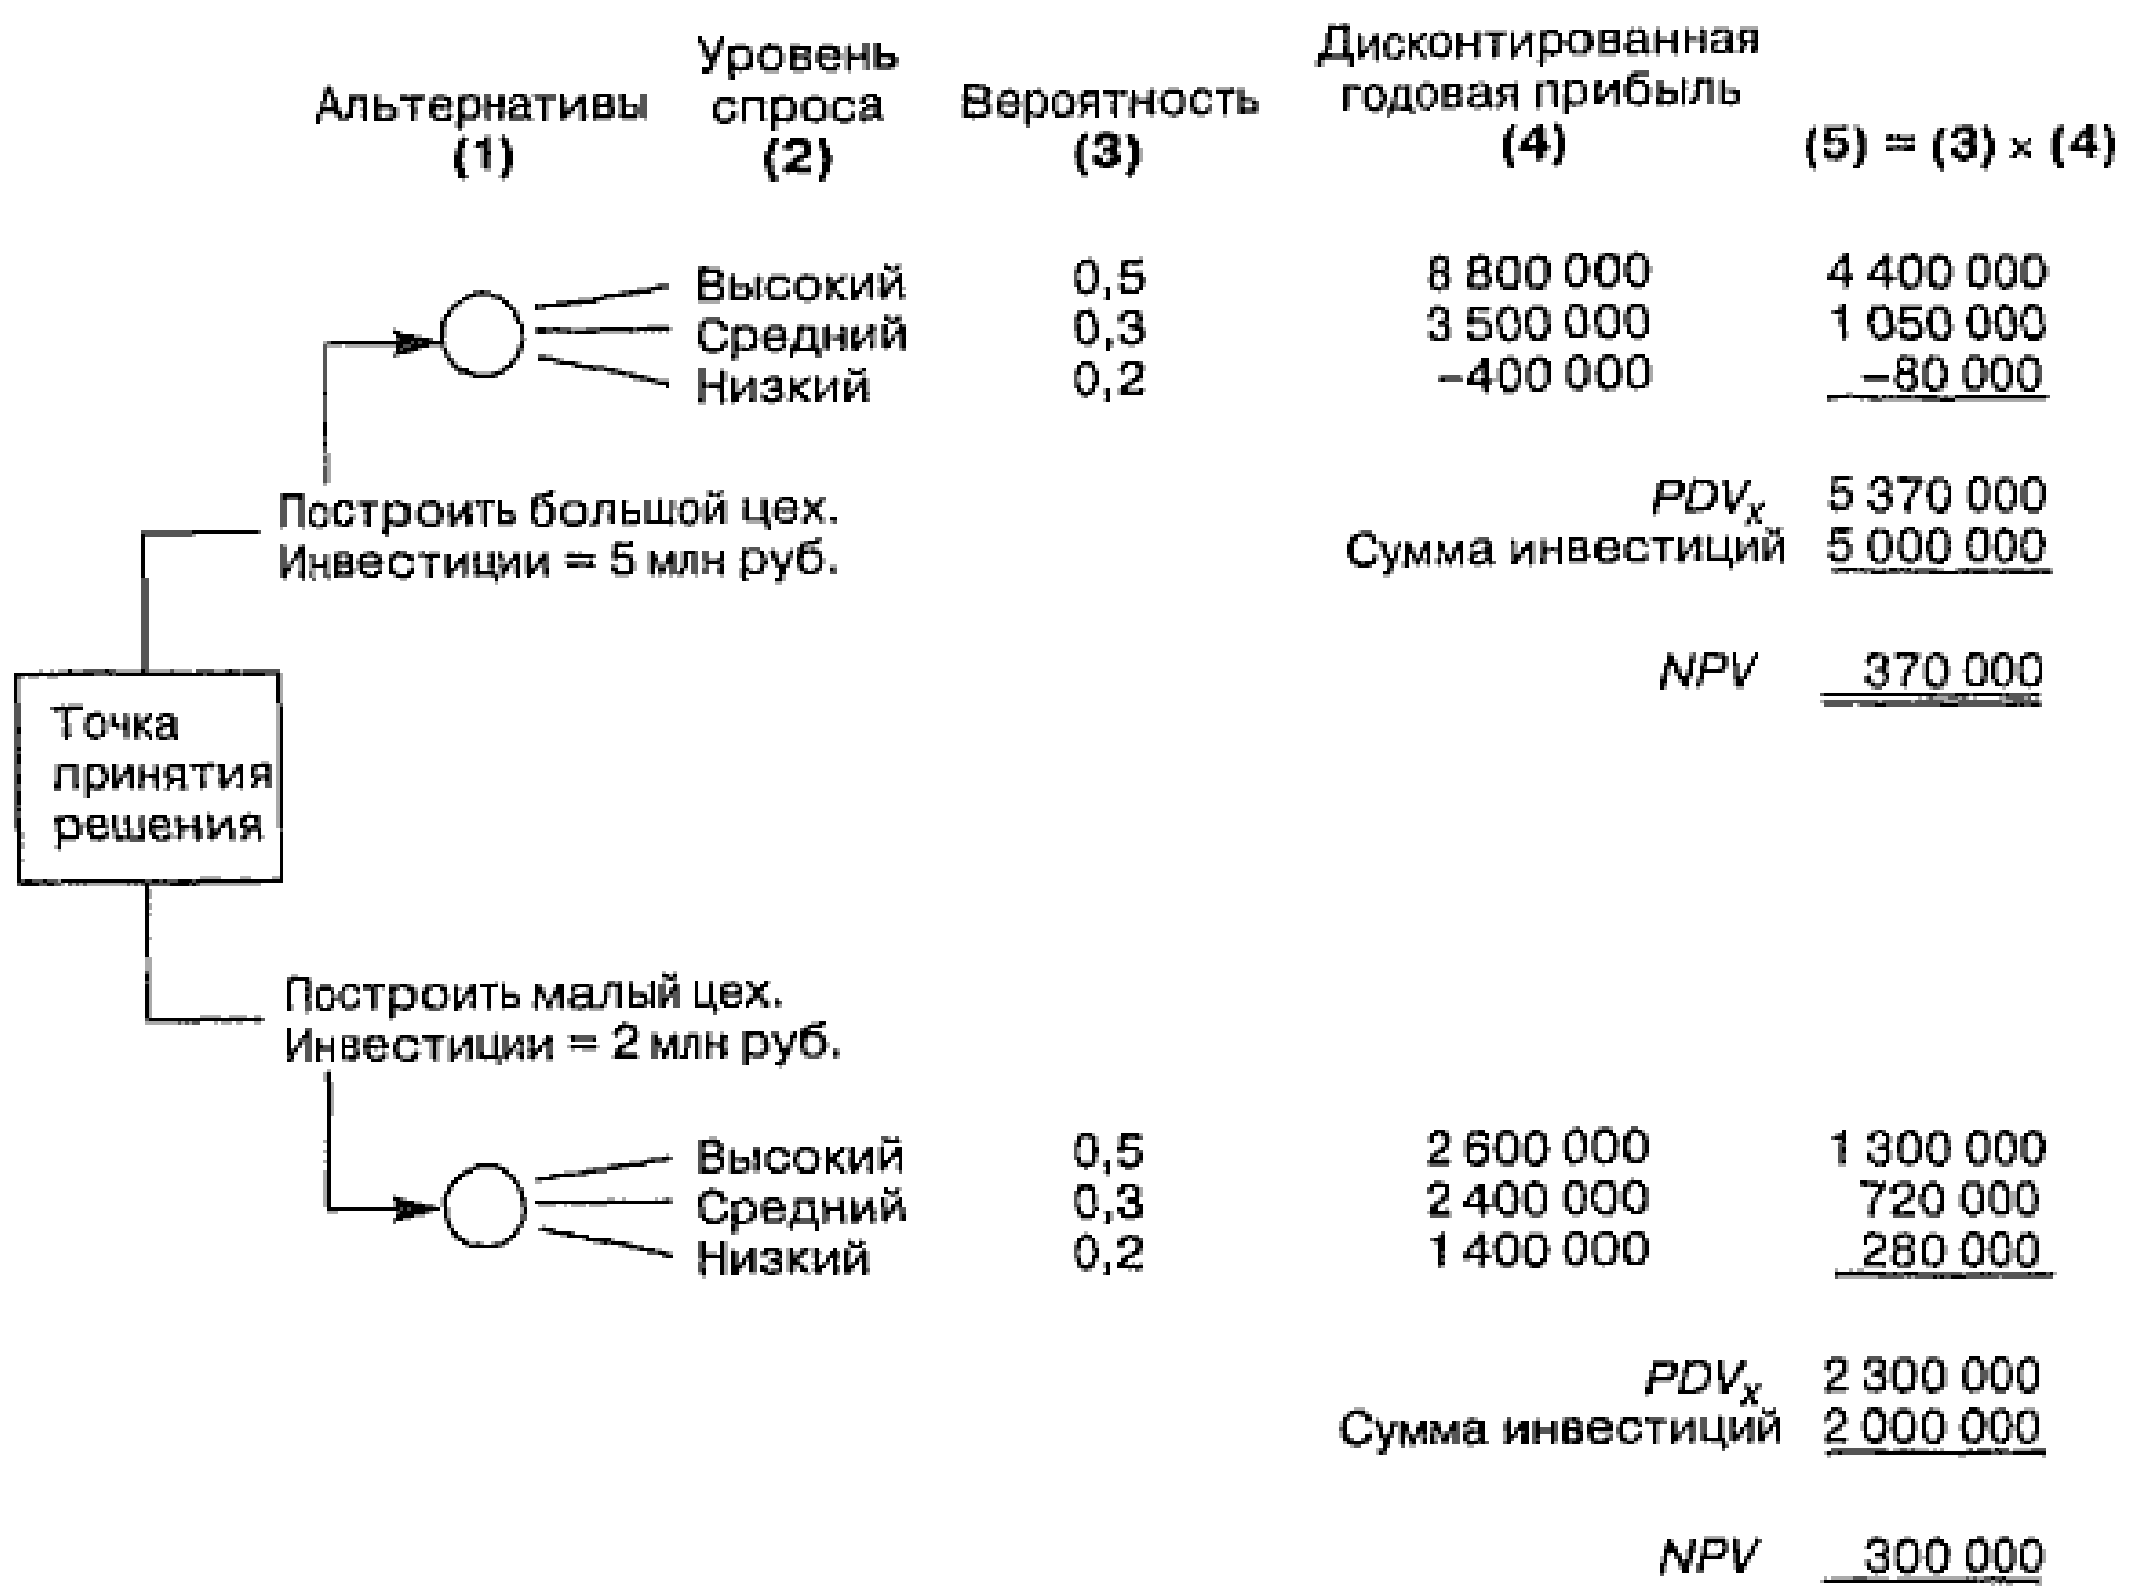 Альтернативы
(1)
Уровень
спроса
(2)
Вероятность
(3)
Дисконтированная
годовая прибыль
(4)
(5) = (3) × (4)
Высокий 0,5 8 800 000 4 400 000
Средний 0,3 3 500 000 1 050 000
Низкий 0,2 –400 000 –80 000
Построить большой цех.
Инвестиции = 5 млн руб.
PDVx 5 370 000
Сумма инвестиций 5 000 000
NPV 370 000
Точка
принятия
решения
Построить малый цех.
Инвестиции = 2 млн руб.
Высокий 0,5 2 600 000 1 300 000
Средний 0,3 2 400 000 720 000
Низкий 0,2 1 400 000 280 000
PDVx 2 300 000
Сумма инвестиций 2 000 000
NPV 300 000